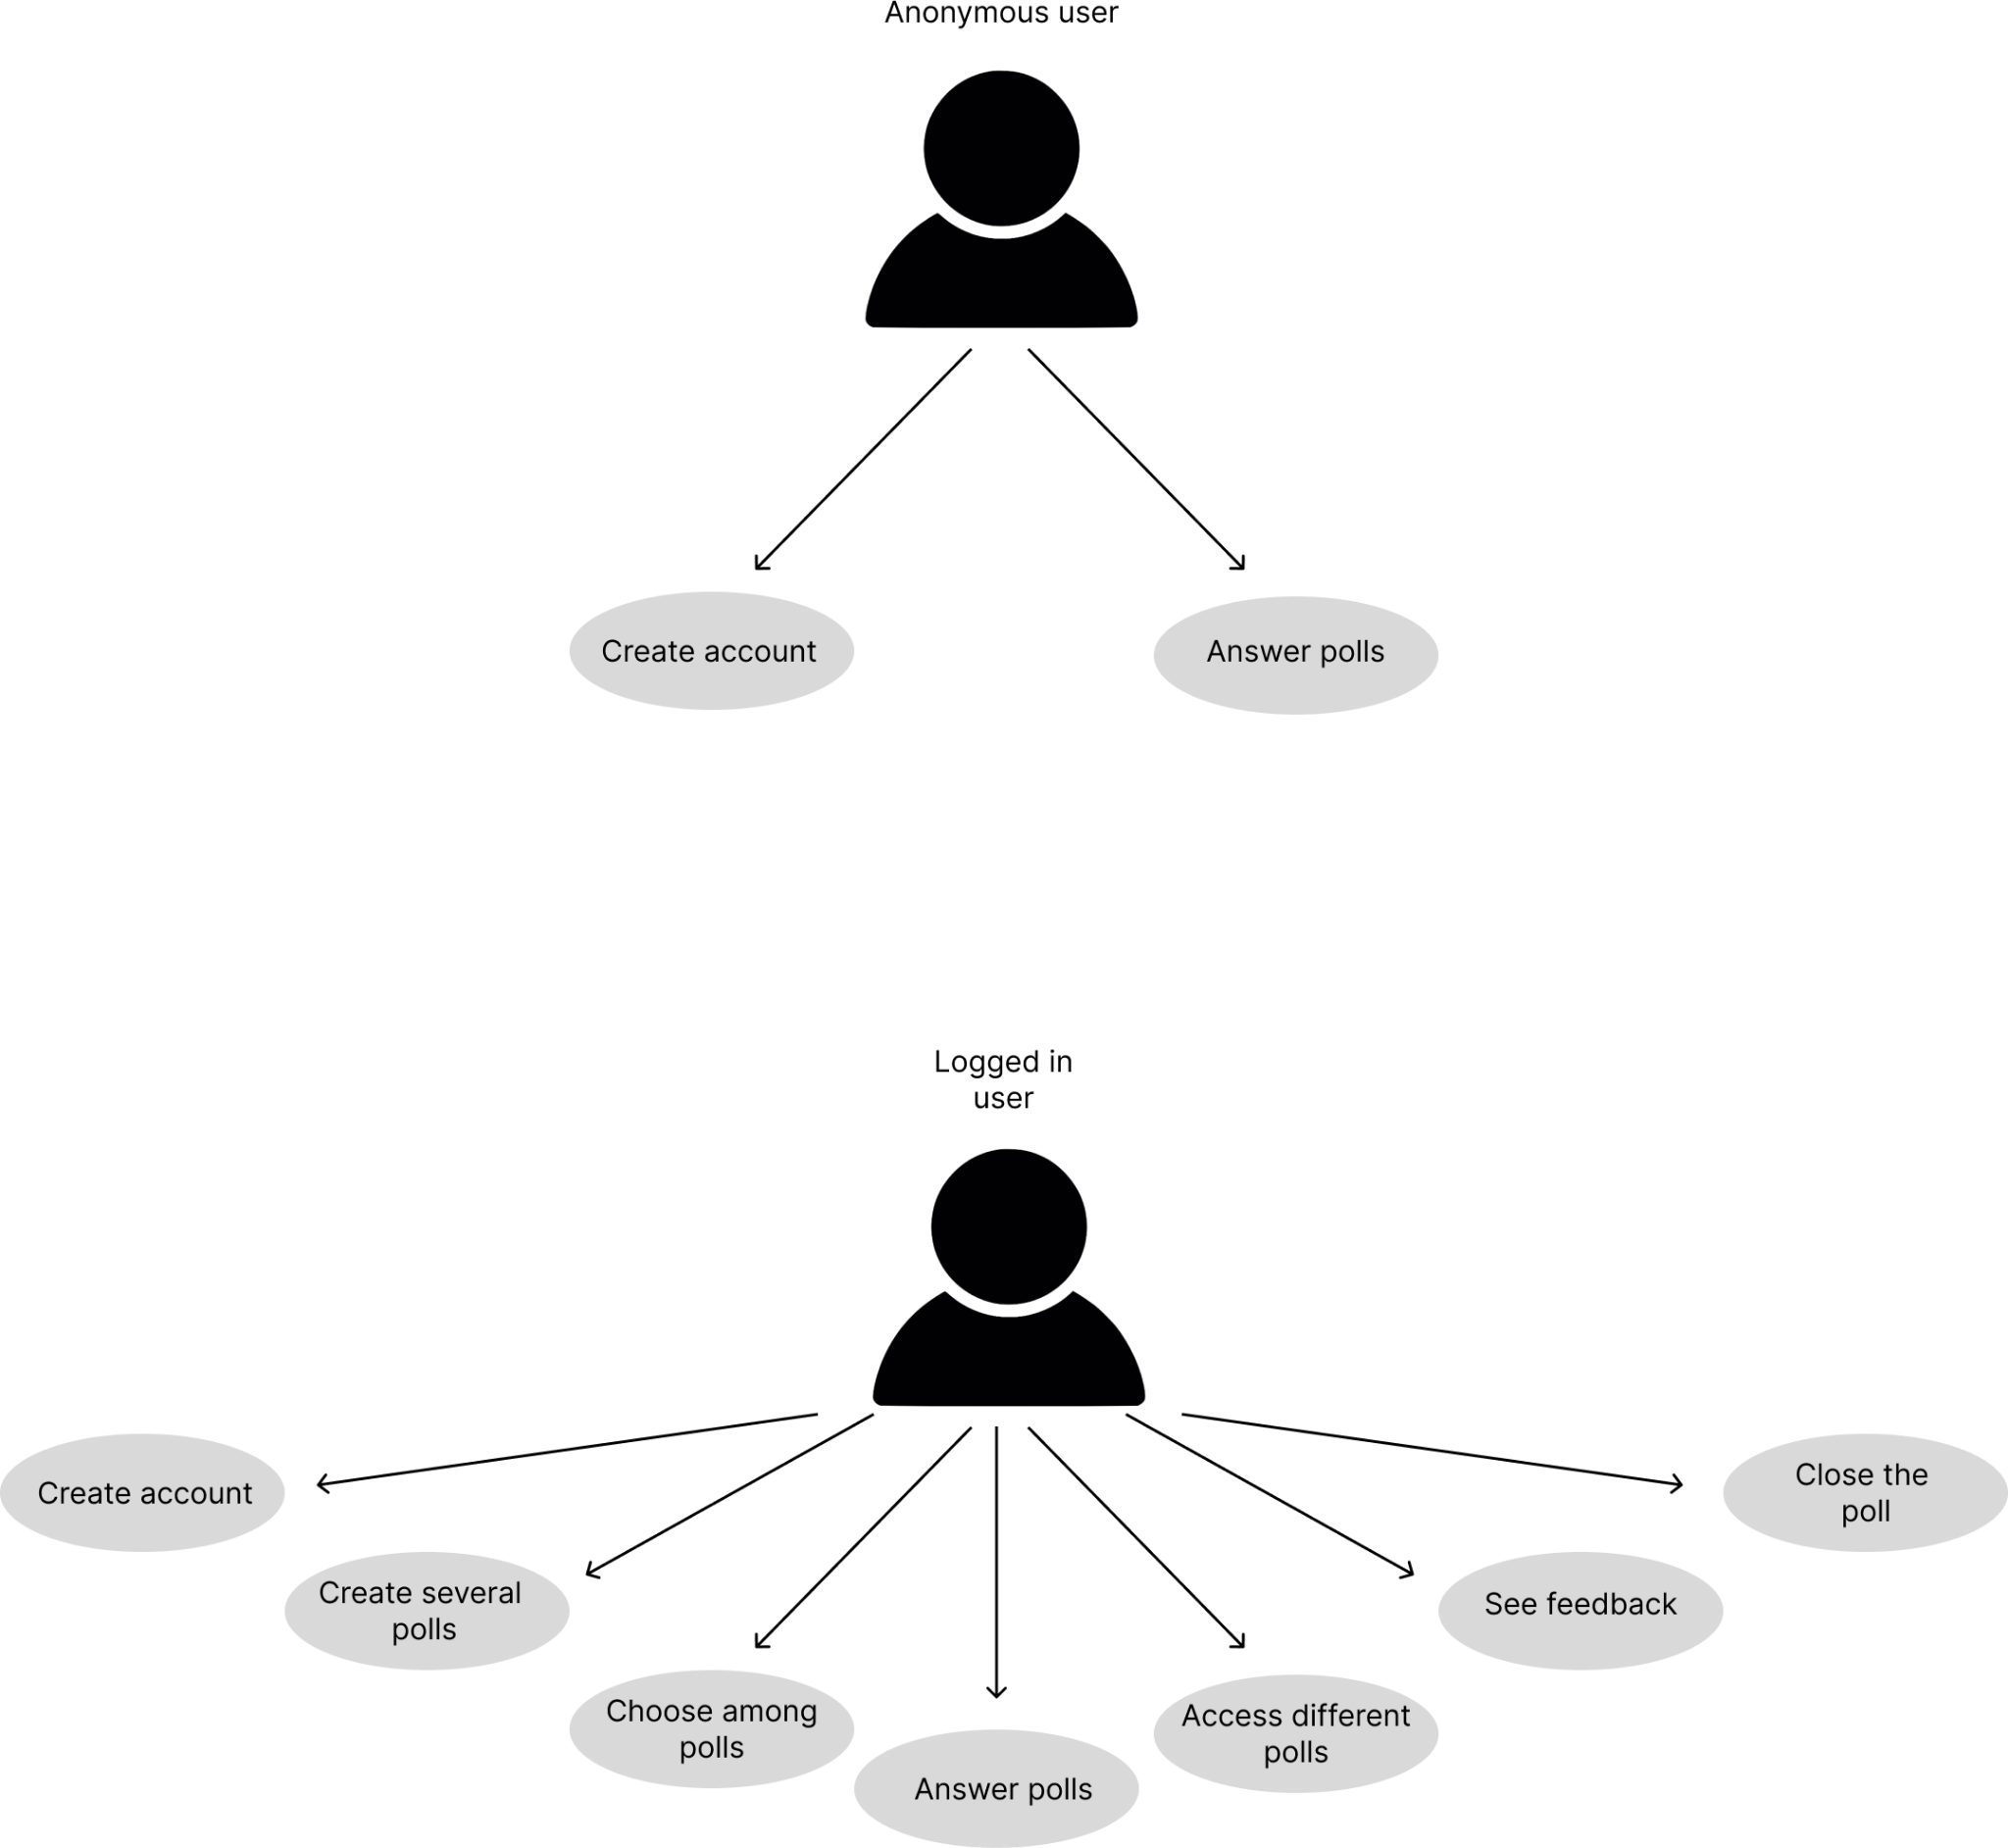 Anonymous user
Create account
Answer polls
Logged in
user
Create account
Create several
polls
Choose among
polls
Answer polls
Access different
polls
See feedback
Close the
poll